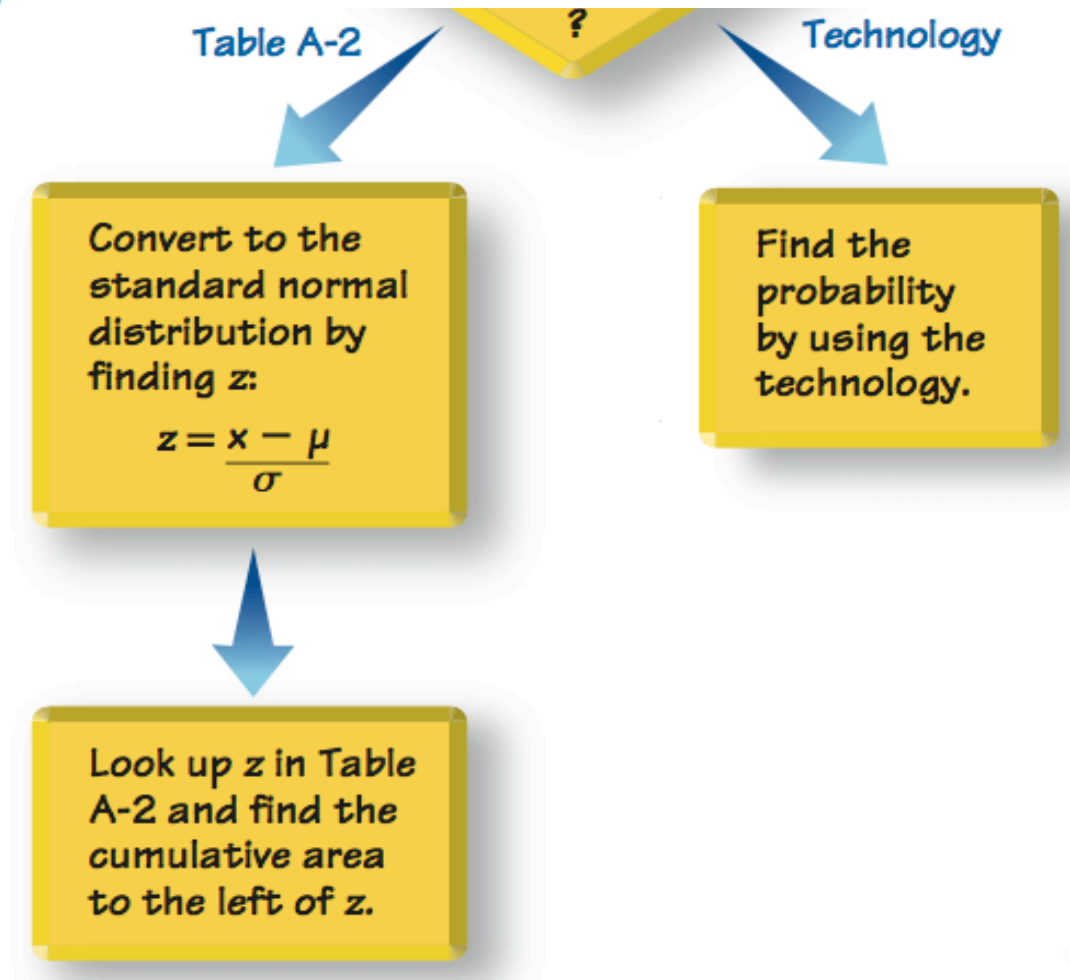 ?
Table A-2
Technology
Convert to the
standard normal
distribution by
finding z:
z = x − μ
σ
Find the
probability
by using the
technology.
Look up z in Table
A-2 and find the
cumulative area
to the left of z.